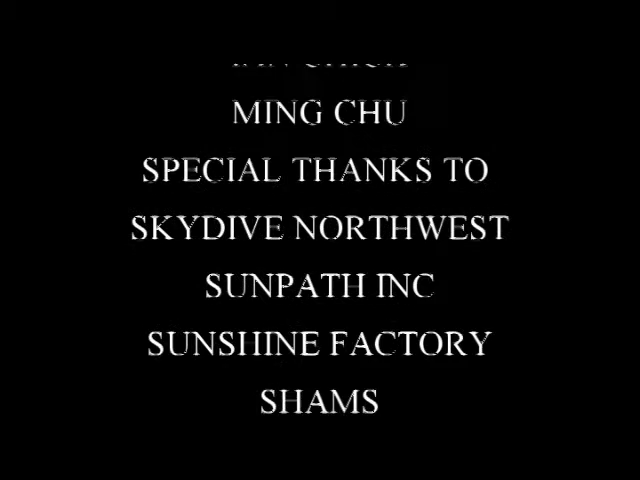 MING CHU
SPECIAL THANKS TO
SKYDIVE NORTHWEST
SUNPATH INC
SUNSHINE FACTORY
SHAMS